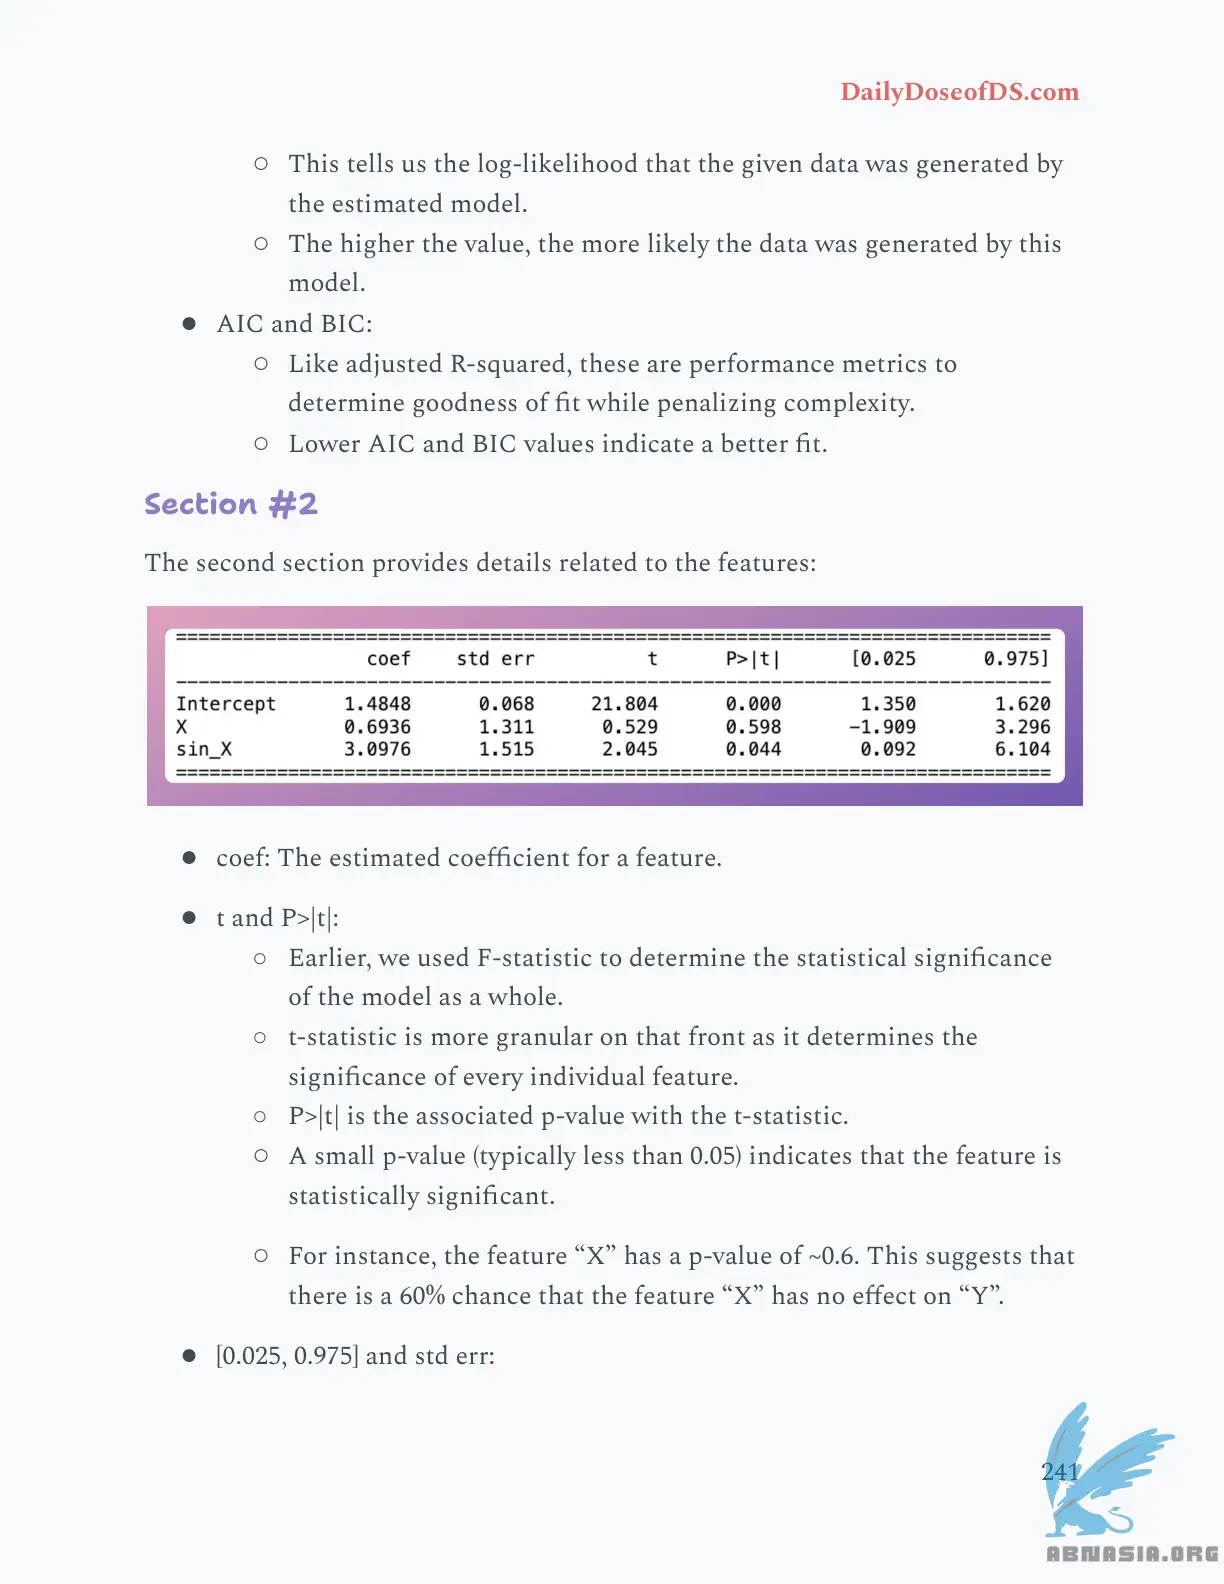 DailyDoseofDS.com
○ This tells us the log-likelihood that the given data was generated by
the estimated model.
○ The higher the value, the more likely the data was generated by this
model.
● AIC and BIC:
○ Like adjusted R-squared, these are performance metrics to
determine goodness of fit while penalizing complexity.
○ Lower AIC and BIC values indicate a better fit.
Section #2
The second section provides details related to the features:
coef std err t P>|t| [0.025 0.975]
Intercept 1.4848 0.068 21.804 0.000 1.350 1.620
X 0.6936 1.311 0.529 0.598 −1.909 3.296
sin_X 3.0976 1.515 2.045 0.044 0.092 6.104
● coef: The estimated coefficient for a feature.
● t and P>|t|:
○ Earlier, we used F-statistic to determine the statistical significance
of the model as a whole.
○ t-statistic is more granular on that front as it determines the
significance of every individual feature.
○ P>|t| is the associated p-value with the t-statistic.
○ A small p-value (typically less than 0.05) indicates that the feature is
statistically significant.
○ For instance, the feature “X” has a p-value of ~0.6. This suggests that
there is a 60% chance that the feature “X” has no effect on “Y”.
● [0.025, 0.975] and std err:
241
ABNASIA.ORG